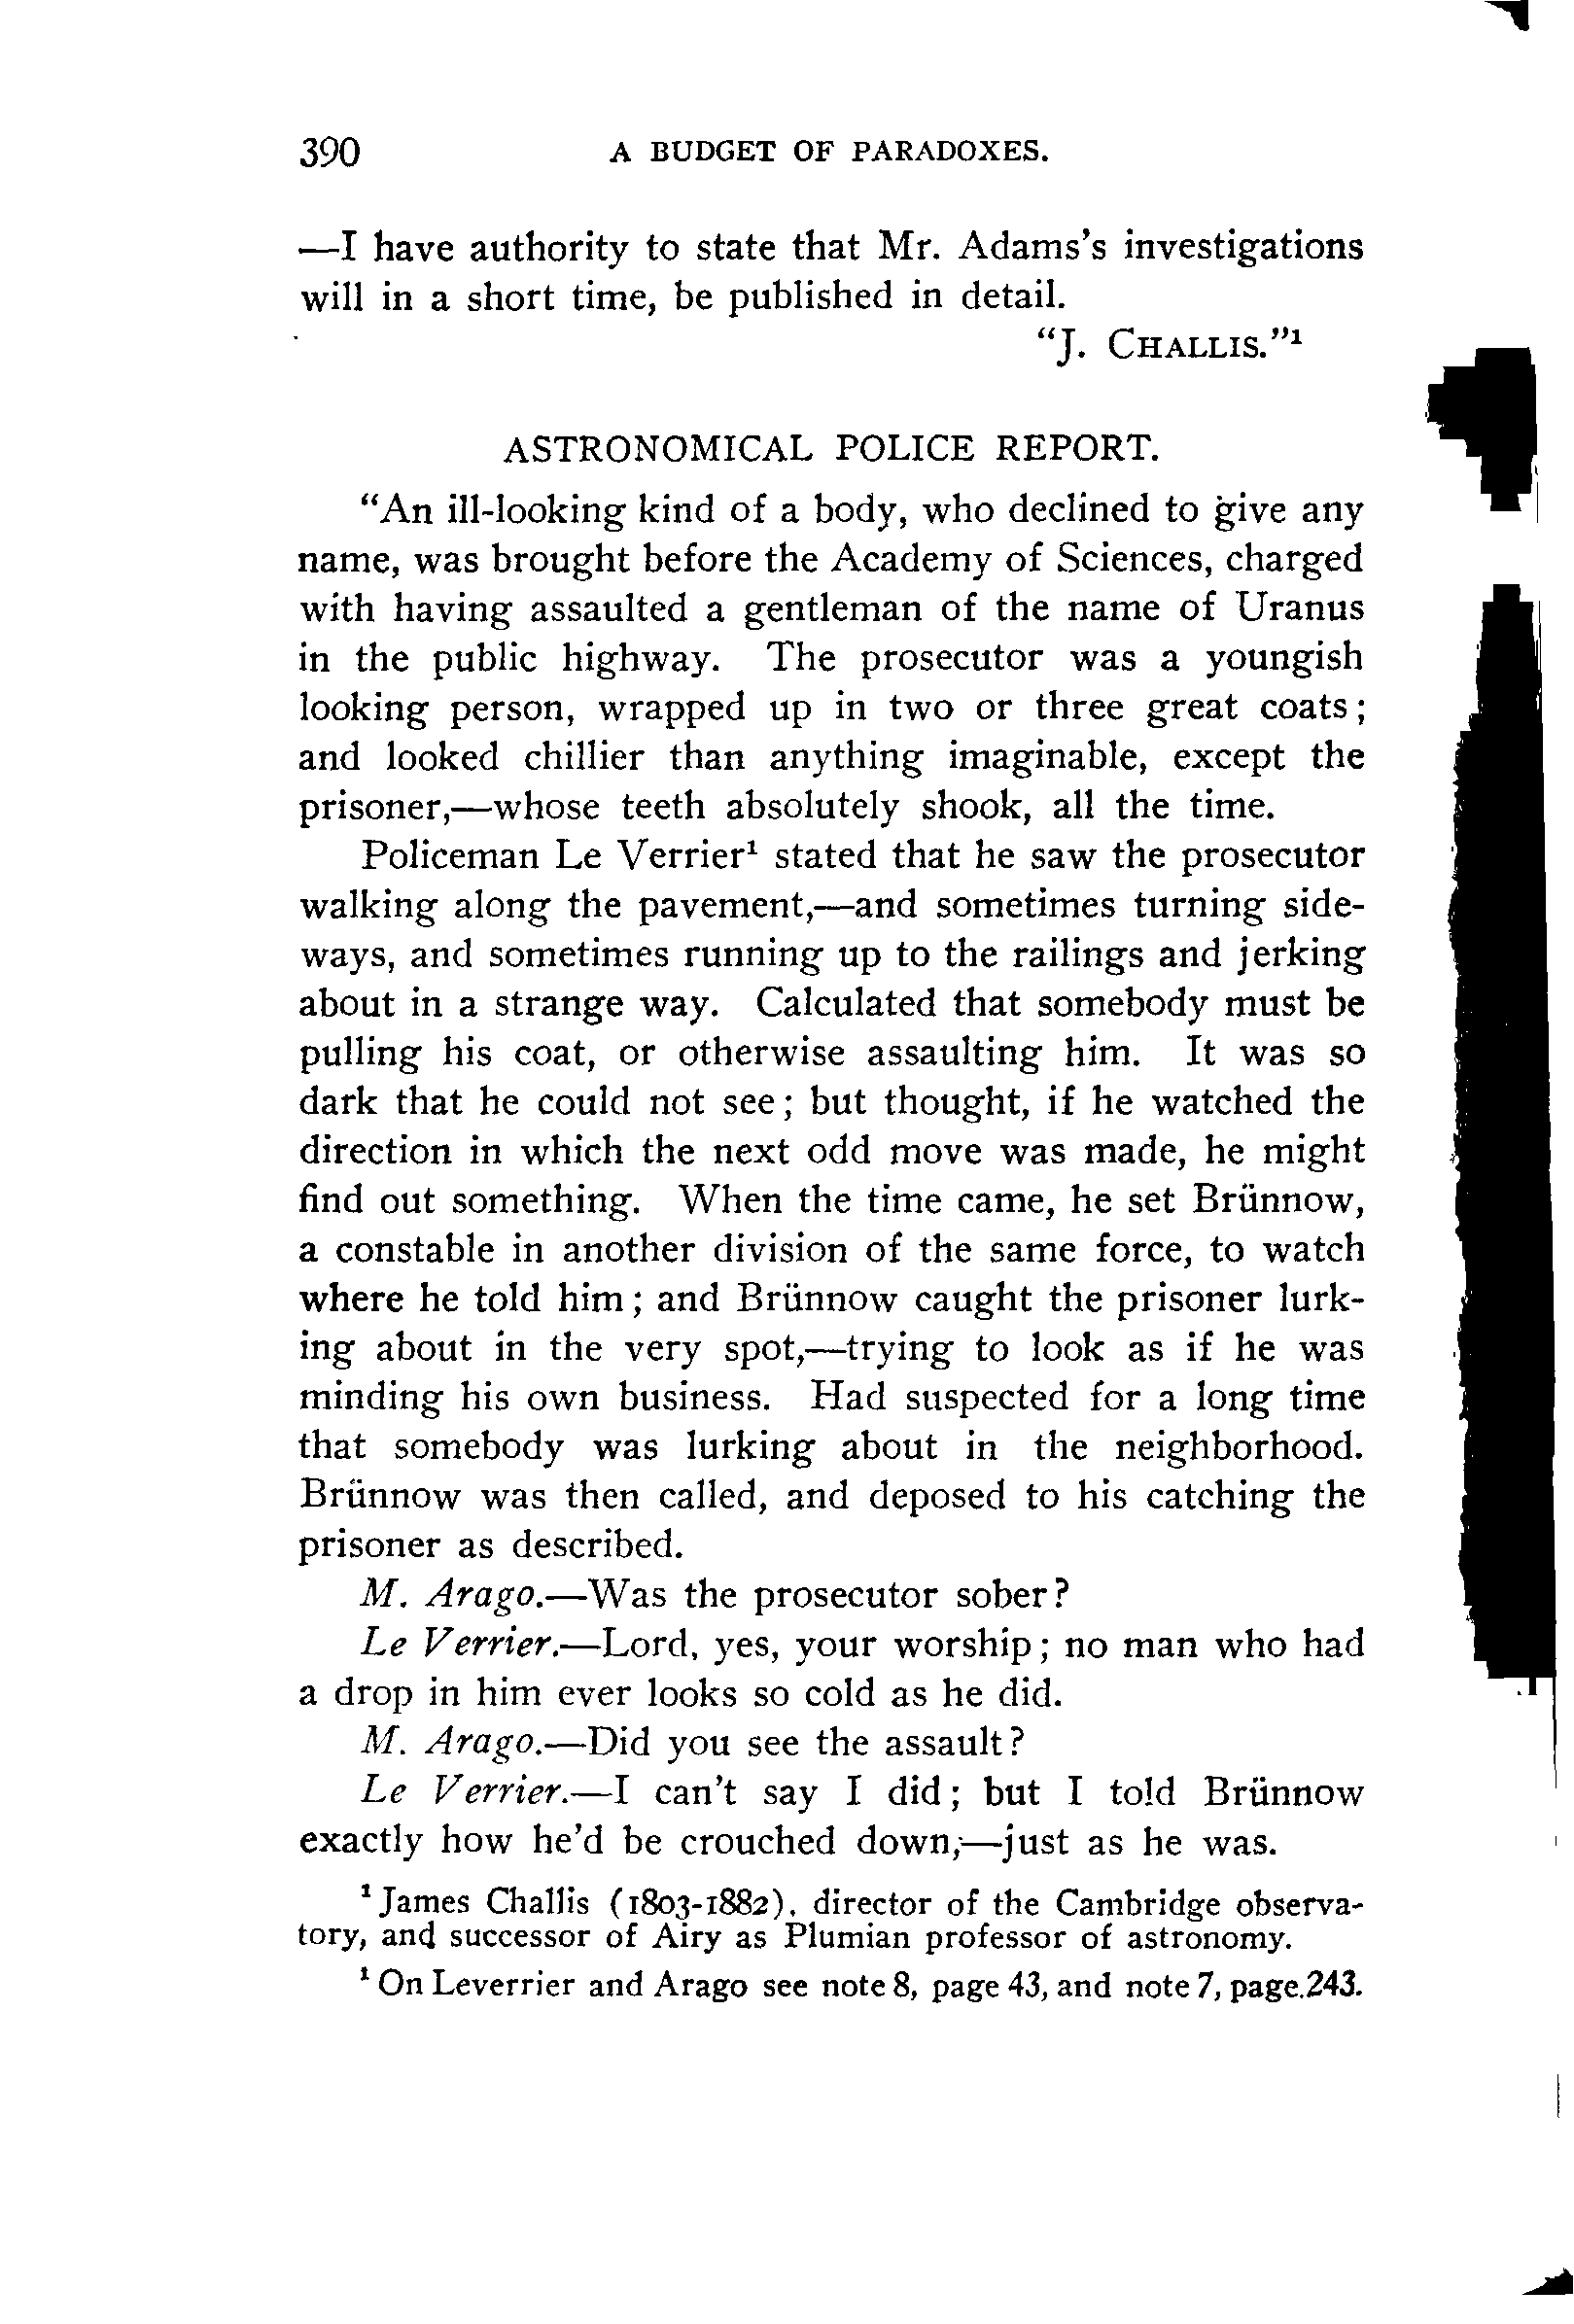 390 A BUDGET OF PARADOXES.
—I have authority to state that Mr. Adams's investigations
will in a short time, be published in detail.
"J. CHALLIS."¹
ASTRONOMICAL POLICE REPORT.
"An ill-looking kind of a body, who declined to give any
name, was brought before the Academy of Sciences, charged
with having assaulted a gentleman of the name of Uranus
in the public highway. The prosecutor was a youngish
looking person, wrapped up in two or three great coats;
and looked chillier than anything imaginable, except the
prisoner,—whose teeth absolutely shook, all the time.
Policeman Le Verrier¹ stated that he saw the prosecutor
walking along the pavement,—and sometimes turning side-
ways, and sometimes running up to the railings and jerking
about in a strange way. Calculated that somebody must be
pulling his coat, or otherwise assaulting him. It was so
dark that he could not see; but thought, if he watched the
direction in which the next odd move was made, he might
find out something. When the time came, he set Brünnow,
a constable in another division of the same force, to watch
where he told him; and Brünnow caught the prisoner lurk-
ing about in the very spot,—trying to look as if he was
minding his own business. Had suspected for a long time
that somebody was lurking about in the neighborhood.
Brünnow was then called, and deposed to his catching the
prisoner as described.
M. Arago.—Was the prosecutor sober?
Le Verrier.—Lord, yes, your worship; no man who had
a drop in him ever looks so cold as he did.
M. Arago.—Did you see the assault?
Le Verrier.—I can't say I did; but I told Brünnow
exactly how he'd be crouched down,—just as he was.
¹ James Challis (1803-1882), director of the Cambridge observa-
tory, and successor of Airy as Plumian professor of astronomy.
¹ On Leverrier and Arago see note 8, page 43, and note 7, page.243.